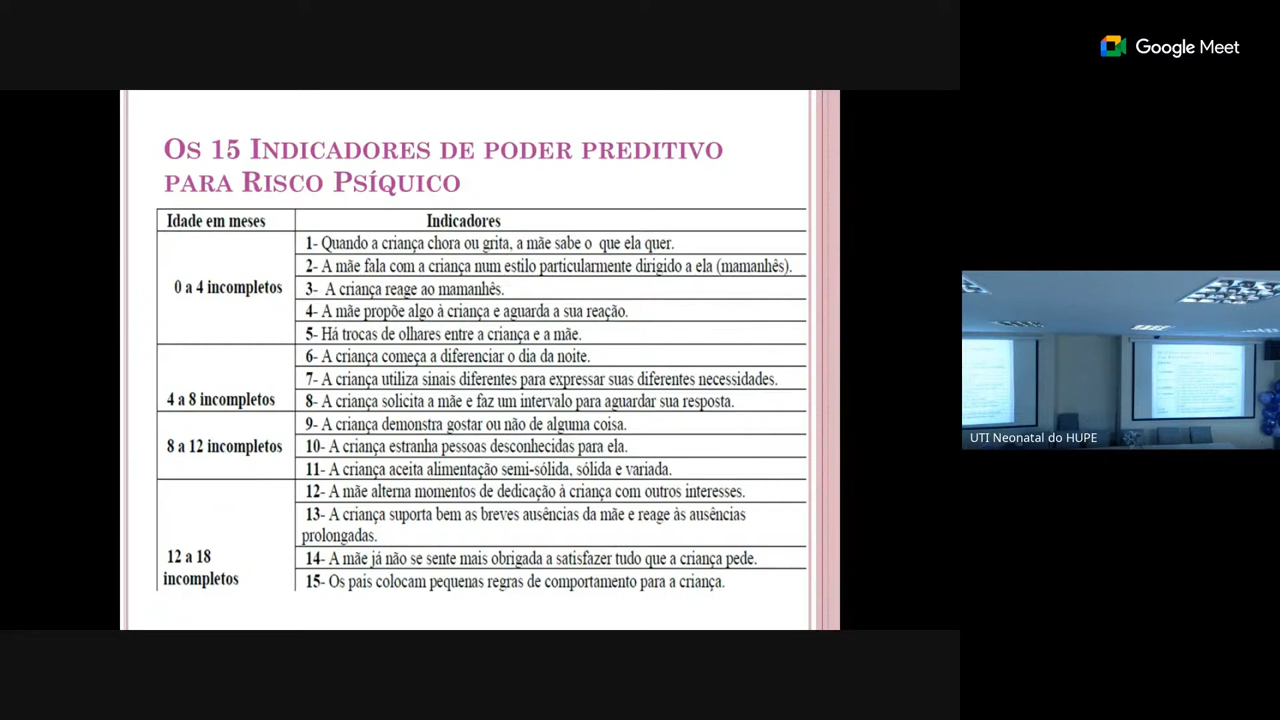 Google Meet
OS 15 INDICADORES DE PODER PREDITIVO
PARA RISCO PSÍQUICO
Idade em meses
Indicadores
0 a 4 incompletos
1- Quando a criança chora ou grita, a mãe sabe o que ela quer.
2- A mãe fala com a criança num estilo particularmente dirigido a ela (mamanhês).
3- A criança reage ao mamanhês.
4- A mãe propõe algo à criança e aguarda a sua reação.
5- Há trocas de olhares entre a criança e a mãe.
4 a 8 incompletos
6- A criança começa a diferenciar o dia da noite.
7- A criança utiliza sinais diferentes para expressar suas diferentes necessidades.
8- A criança solicita a mãe e faz um intervalo para aguardar sua resposta.
8 a 12 incompletos
9- A criança demonstra gostar ou não de alguma coisa.
10- A criança estranha pessoas desconhecidas para ela.
11- A criança aceita alimentação semi-sólida, sólida e variada.
12 a 18
incompletos
12- A mãe alterna momentos de dedicação à criança com outros interesses.
13- A criança suporta bem as breves ausências da mãe e reage às ausências
prolongadas.
14- A mãe já não se sente mais obrigada a satisfazer tudo que a criança pede.
15- Os pais colocam pequenas regras de comportamento para a criança.
UTI Neonatal do HUPE